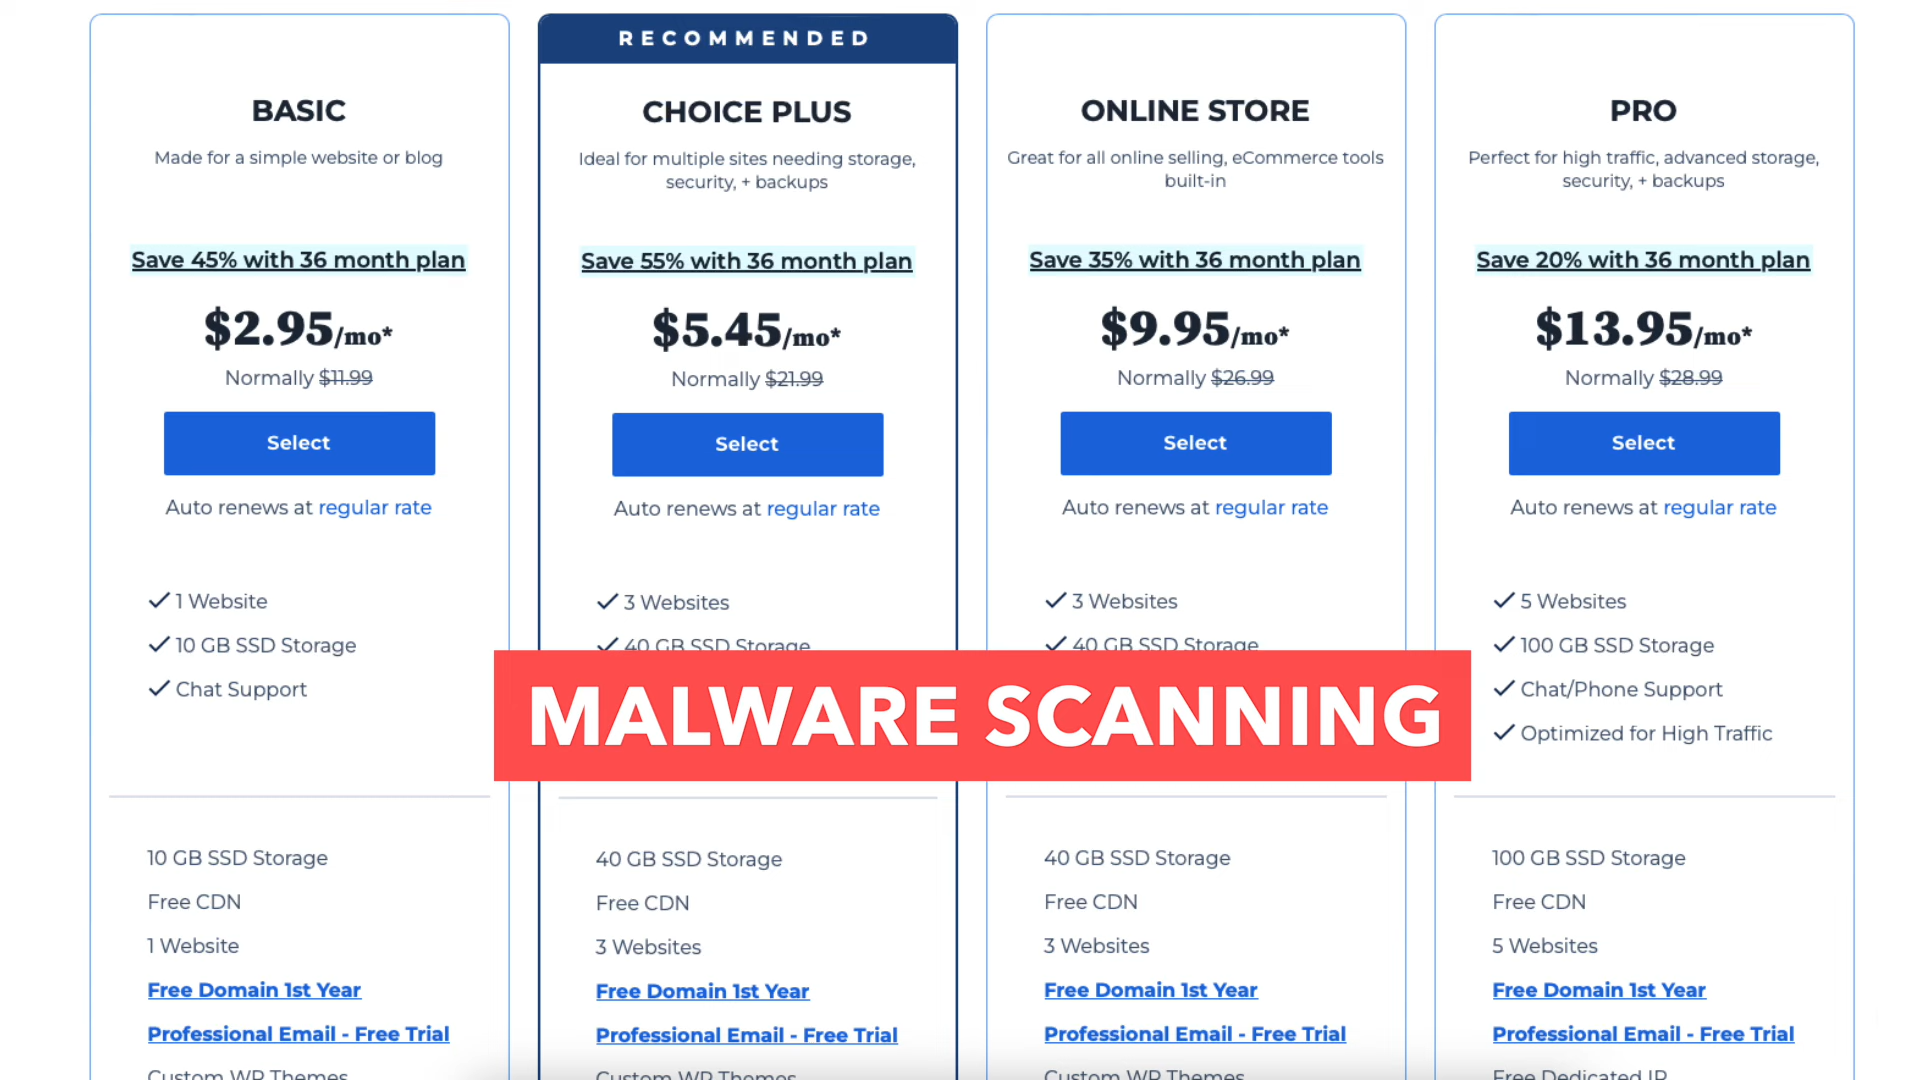 BASIC
Made for a simple website or blog
Save 45% with 36 month plan
$2.95/mo*
Normally $11.99
Select
Auto renews at regular rate
1 Website
10 GB SSD Storage
Chat Support
10 GB SSD Storage
Free CDN
1 Website
Free Domain 1st Year
Professional Email - Free Trial
Custom WP Themes
RECOMMENDED
CHOICE PLUS
Ideal for multiple sites needing storage,
security, + backups
Save 55% with 36 month plan
$5.45/mo*
Normally $21.99
Select
Auto renews at regular rate
3 Websites
40 GB SSD Storage
MALWARE SCANNING
40 GB SSD Storage
Free CDN
3 Websites
Free Domain 1st Year
Professional Email - Free Trial
Custom WP Themes
ONLINE STORE
Great for all online selling, eCommerce tools
built-in
Save 35% with 36 month plan
$9.95/mo*
Normally $26.99
Select
Auto renews at regular rate
3 Websites
40 GB SSD Storage
40 GB SSD Storage
Free CDN
3 Websites
Free Domain 1st Year
Professional Email - Free Trial
Custom WP Themes
PRO
Perfect for high traffic, advanced storage,
security, + backups
Save 20% with 36 month plan
$13.95/mo*
Normally $28.99
Select
Auto renews at regular rate
5 Websites
100 GB SSD Storage
Chat/Phone Support
Optimized for High Traffic
100 GB SSD Storage
Free CDN
5 Websites
Free Domain 1st Year
Professional Email - Free Trial
Free Dedicated IP